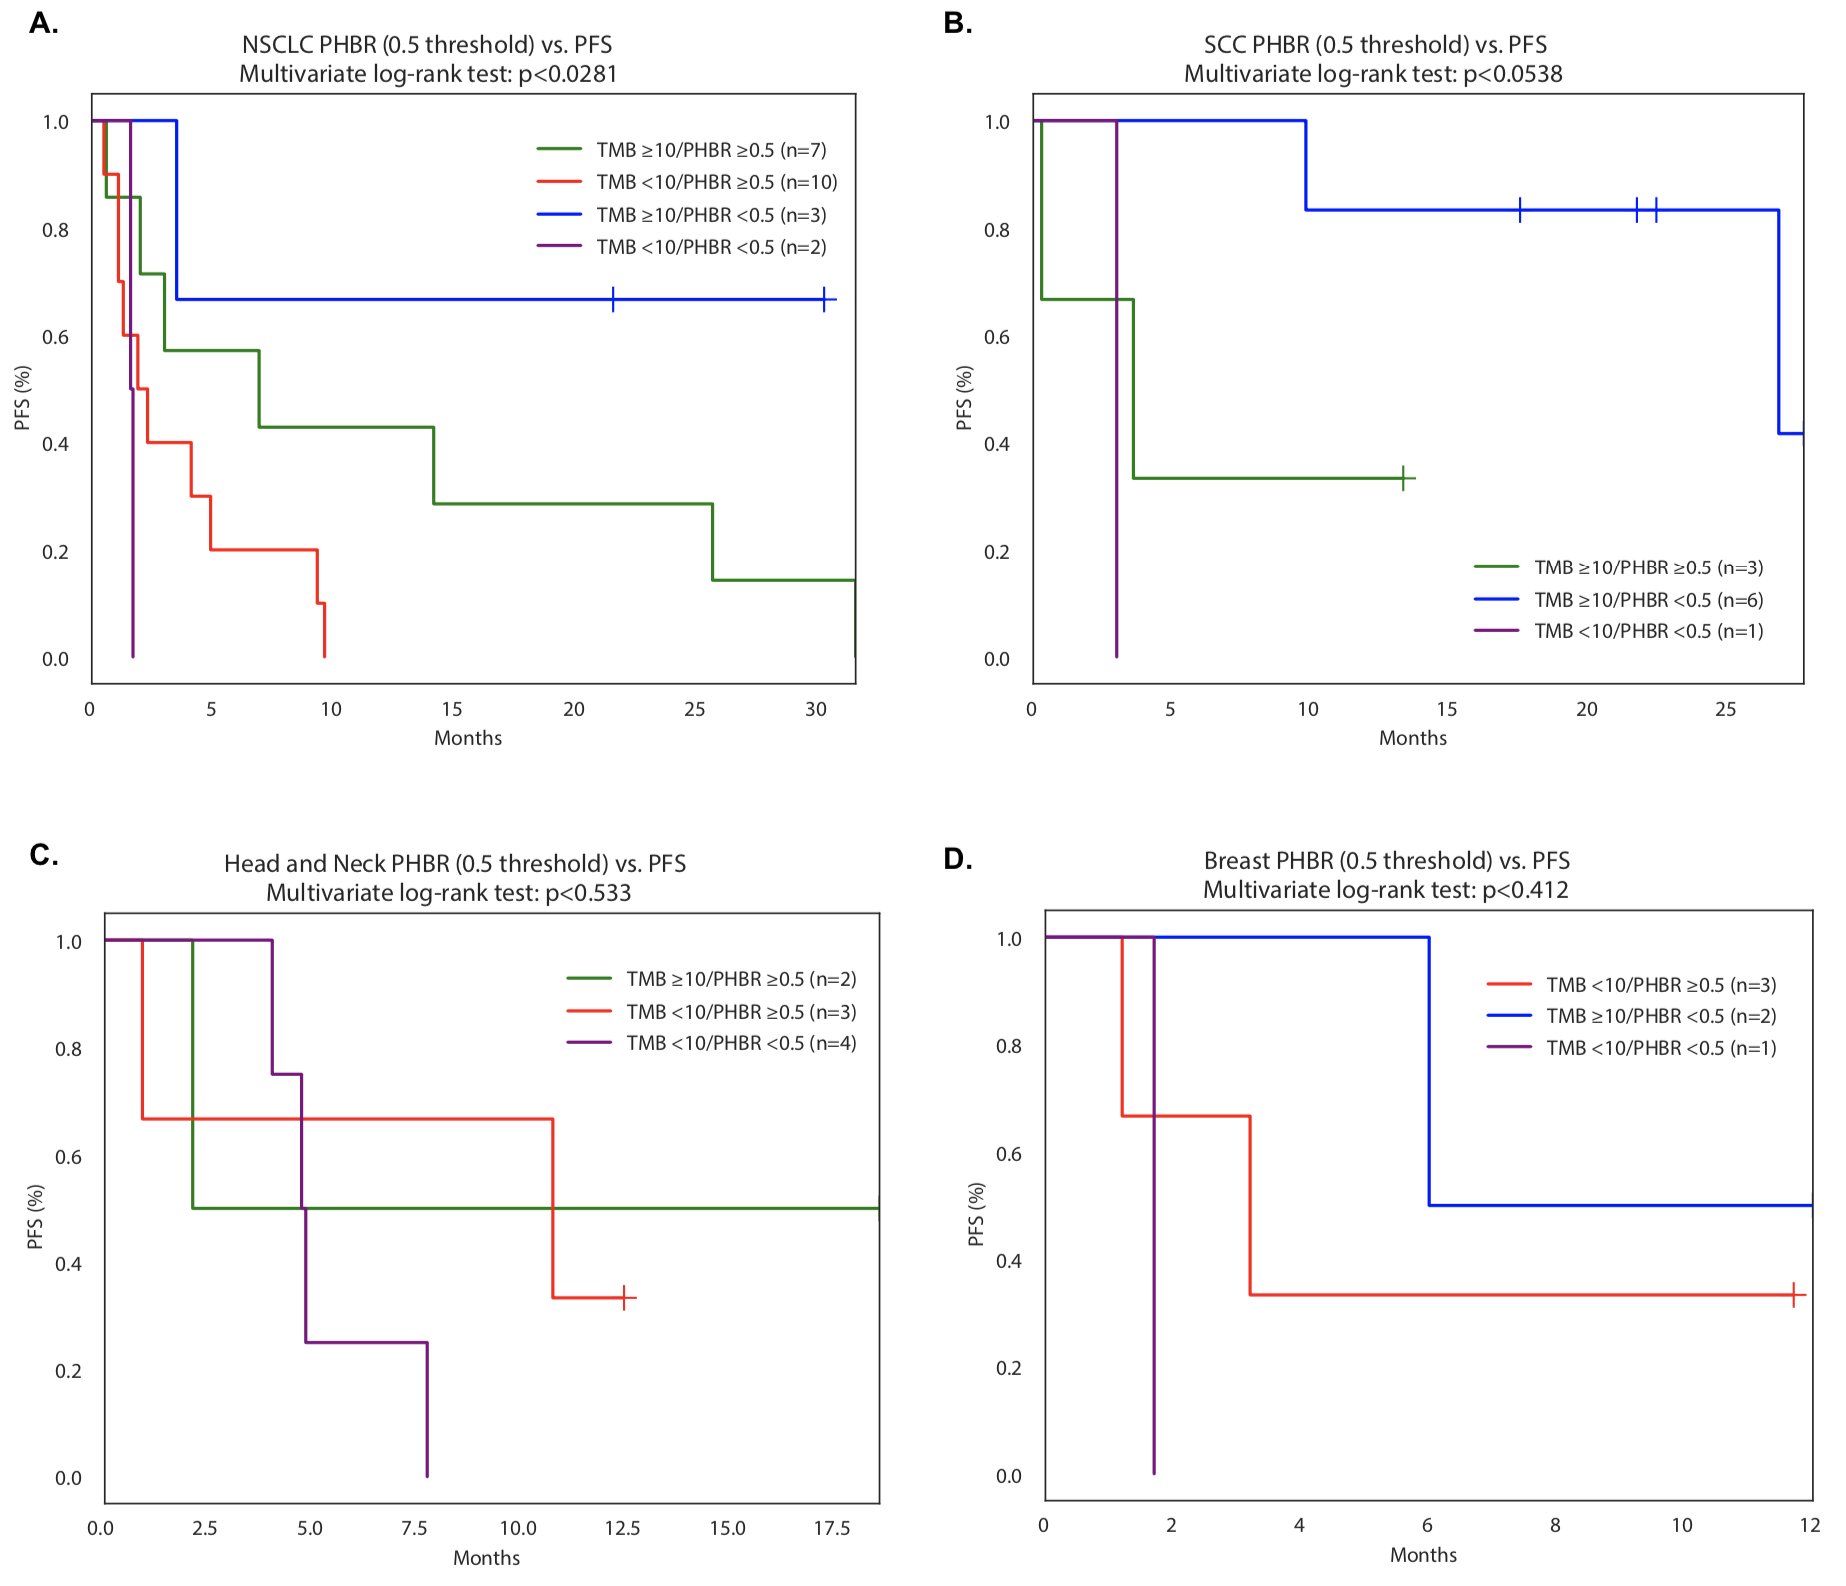 A.
NSCLC PHBR (0.5 threshold) vs. PFS
Multivariate log-rank test: p<0.0281
1.0
0.8
0.6
0.4
0.2
0.0
PFS (%)
TMB ≥10/PHBR ≥0.5 (n=7)
TMB <10/PHBR ≥0.5 (n=10)
TMB ≥10/PHBR <0.5 (n=3)
TMB <10/PHBR <0.5 (n=2)
0 5 10 15 20 25 30
Months
B.
SCC PHBR (0.5 threshold) vs. PFS
Multivariate log-rank test: p<0.0538
1.0
0.8
0.6
0.4
0.2
0.0
PFS (%)
TMB ≥10/PHBR ≥0.5 (n=3)
TMB ≥10/PHBR <0.5 (n=6)
TMB <10/PHBR <0.5 (n=1)
0 5 10 15 20 25
Months
C.
Head and Neck PHBR (0.5 threshold) vs. PFS
Multivariate log-rank test: p<0.533
1.0
0.8
0.6
0.4
0.2
0.0
PFS (%)
TMB ≥10/PHBR ≥0.5 (n=2)
TMB <10/PHBR ≥0.5 (n=3)
TMB <10/PHBR <0.5 (n=4)
0.0 2.5 5.0 7.5 10.0 12.5 15.0 17.5
Months
D.
Breast PHBR (0.5 threshold) vs. PFS
Multivariate log-rank test: p<0.412
1.0
0.8
0.6
0.4
0.2
0.0
PFS (%)
TMB <10/PHBR ≥0.5 (n=3)
TMB ≥10/PHBR <0.5 (n=2)
TMB <10/PHBR <0.5 (n=1)
0 2 4 6 8 10 12
Months